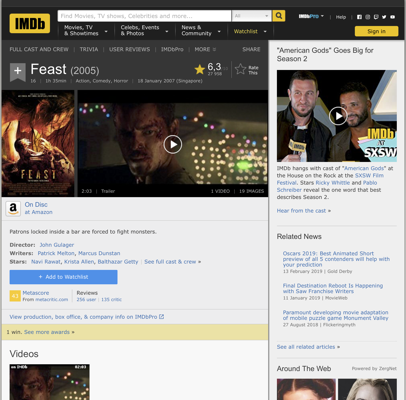 IMDb
Find Movies, TV shows, Celebrities and more...
All
IMDbPro
Help
Movies,
TV & Showtimes
Celebs, Events
& Photos
News &
Community
Watchlist
Sign in
FULL CAST AND CREW | TRIVIA | USER REVIEWS | IMDbPro | MORE
SHARE
Feast (2005)
16 | 1h 35min | Action, Comedy, Horror | 18 January 2007 (Singapore)
6,3
Rate
This
FEAST
2:03 | Trailer
1 VIDEO | 19 IMAGES
On Disc
at Amazon
Patrons locked inside a bar are forced to fight monsters.
Director: John Gulager
Writers: Patrick Melton, Marcus Dunstan
Stars: Navi Rawat, Krista Allen, Balthazar Getty | See full cast & crew »
+ Add to Watchlist
Metascore
From metacritic.com
Reviews
256 user | 135 critic
View production, box office, & company info on IMDbPro
1 win. See more awards »
Videos
02:03
"American Gods" Goes Big for
Season 2
IMDb
at
SXSW
IMDb hangs with cast of "American Gods" at
the House on the Rock at the SXSW Film
Festival. Stars Ricky Whittle and Pablo
Schreiber reveal the one word that best
describes Season 2.
Hear from the cast »
Related News
Oscars 2019: Best Animated Short
preview of all 5 contenders will help with
your prediction
13 February 2019 | Gold Derby
Final Destination Reboot Is Happening
with Saw Franchise Writers
11 January 2019 | MovieWeb
Paramount developing movie adaptation
of mobile puzzle game Monument Valley
27 August 2018 | Flickeringmyth
See all related articles »
Around The Web
Powered by ZergNet